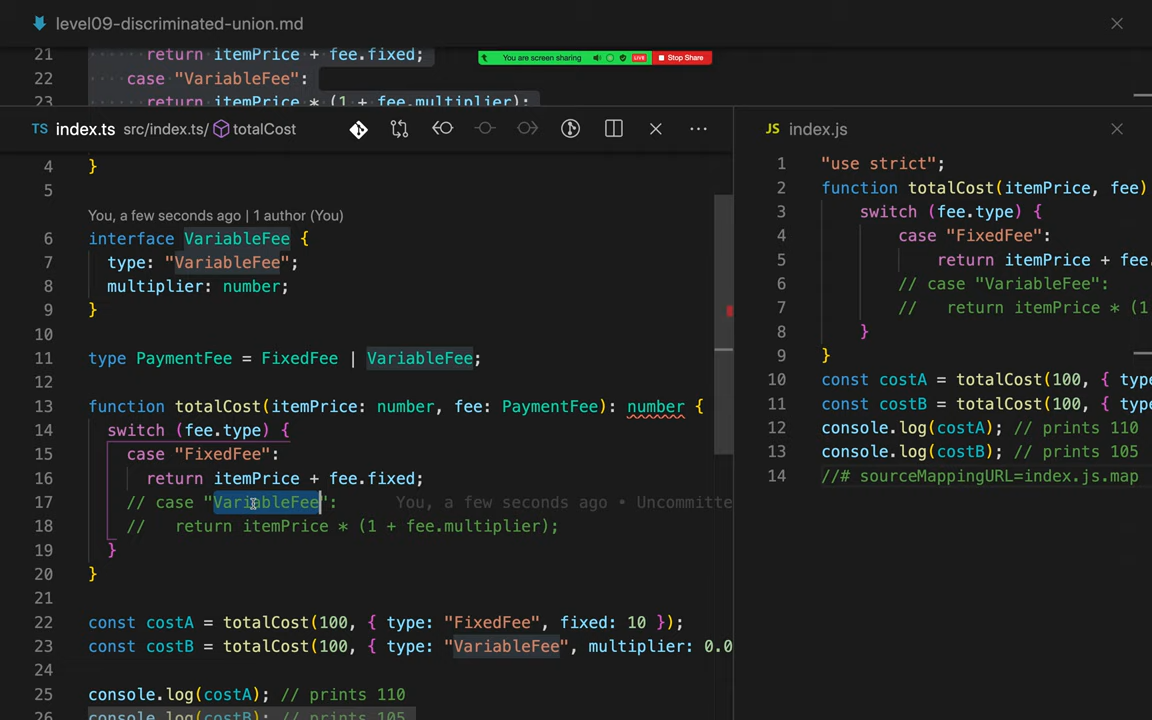 level09-discriminated-union.md
21 return itemPrice + fee.fixed;
You are screen sharing LIVE Stop Share
22 case "VariableFee":
23 return itemPrice * (1 + fee.multiplier);
TS index.ts src/index.ts/ totalCost
4 }
5
You, a few seconds ago | 1 author (You)
6 interface VariableFee {
7 type: "VariableFee";
8 multiplier: number;
9 }
10
11 type PaymentFee = FixedFee | VariableFee;
12
13 function totalCost(itemPrice: number, fee: PaymentFee): number {
14 switch (fee.type) {
15 case "FixedFee":
16 return itemPrice + fee.fixed;
17 // case "VariableFee": You, a few seconds ago • Uncommitte
18 // return itemPrice * (1 + fee.multiplier);
19 }
20 }
21
22 const costA = totalCost(100, { type: "FixedFee", fixed: 10 });
23 const costB = totalCost(100, { type: "VariableFee", multiplier: 0.0
24
25 console.log(costA); // prints 110
26 console.log(costB); // prints 105
JS index.js
1 "use strict";
2 function totalCost(itemPrice, fee)
3 switch (fee.type) {
4 case "FixedFee":
5 return itemPrice + fee.
6 // case "VariableFee":
7 // return itemPrice * (1
8 }
9 }
10 const costA = totalCost(100, { type
11 const costB = totalCost(100, { type
12 console.log(costA); // prints 110
13 console.log(costB); // prints 105
14 //# sourceMappingURL=index.js.map